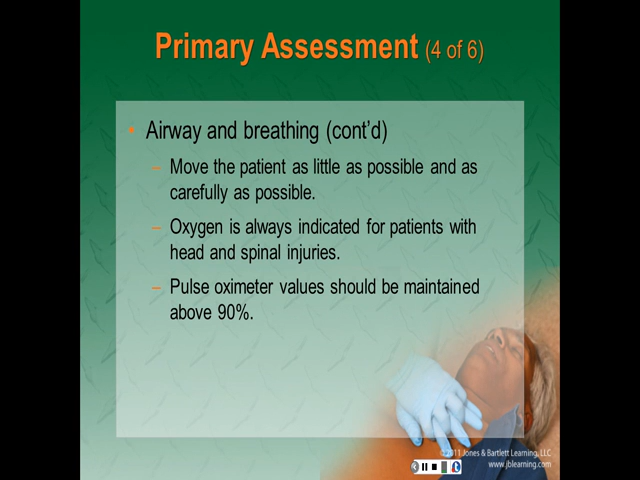 Primary Assessment (4 of 6)
• Airway and breathing (cont'd)
– Move the patient as little as possible and as
carefully as possible.
– Oxygen is always indicated for patients with
head and spinal injuries.
– Pulse oximeter values should be maintained
above 90%.
© 2011 Jones & Bartlett Learning, LLC
www.jblearning.com